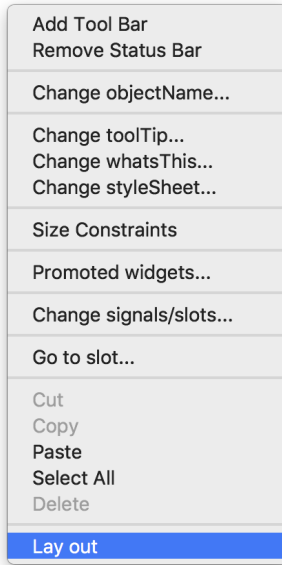 Add Tool Bar
Remove Status Bar
Change objectName...
Change toolTip...
Change whatsThis...
Change styleSheet...
Size Constraints
Promoted widgets...
Change signals/slots...
Go to slot...
Cut
Copy
Paste
Select All
Delete
Lay out